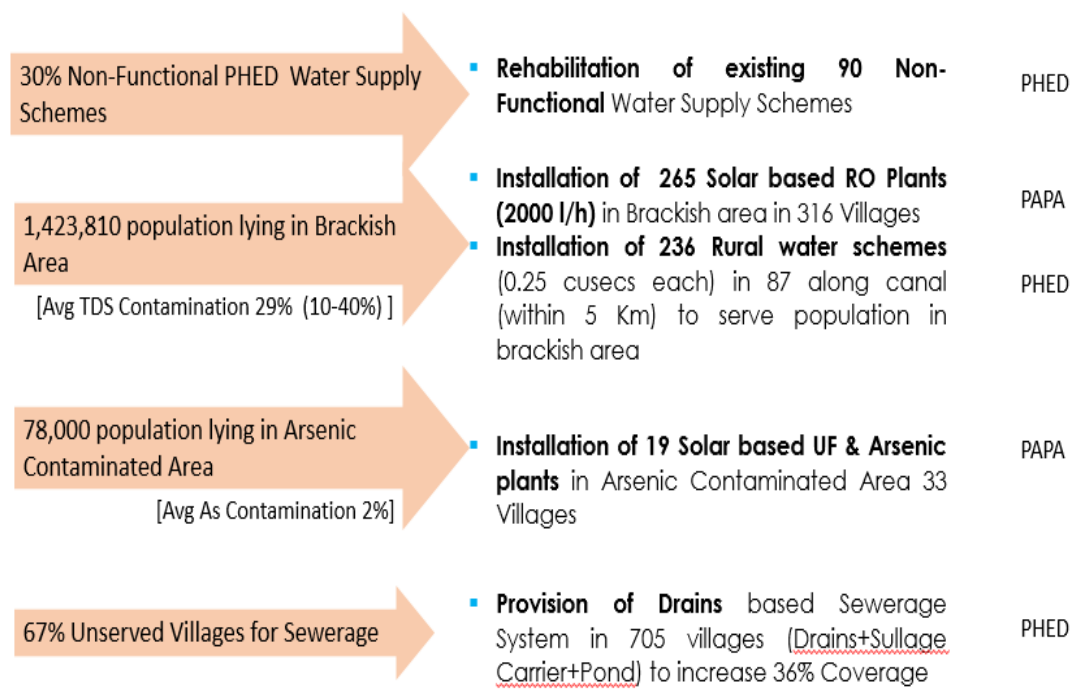 30% Non-Functional PHED Water Supply
Schemes
▪ Rehabilitation of existing 90 Non-
Functional Water Supply Schemes
PHED
1,423,810 population lying in Brackish
Area
[Avg TDS Contamination 29% (10-40%) ]
▪ Installation of 265 Solar based RO Plants
(2000 l/h) in Brackish area in 316 Villages
PAPA
▪ Installation of 236 Rural water schemes
(0.25 cusecs each) in 87 along canal
(within 5 Km) to serve population in
brackish area
PHED
78,000 population lying in Arsenic
Contaminated Area
[Avg As Contamination 2%]
▪ Installation of 19 Solar based UF & Arsenic
plants in Arsenic Contaminated Area 33
Villages
PAPA
67% Unserved Villages for Sewerage
▪ Provision of Drains based Sewerage
System in 705 villages (Drains+Sullage
Carrier+Pond) to increase 36% Coverage
PHED